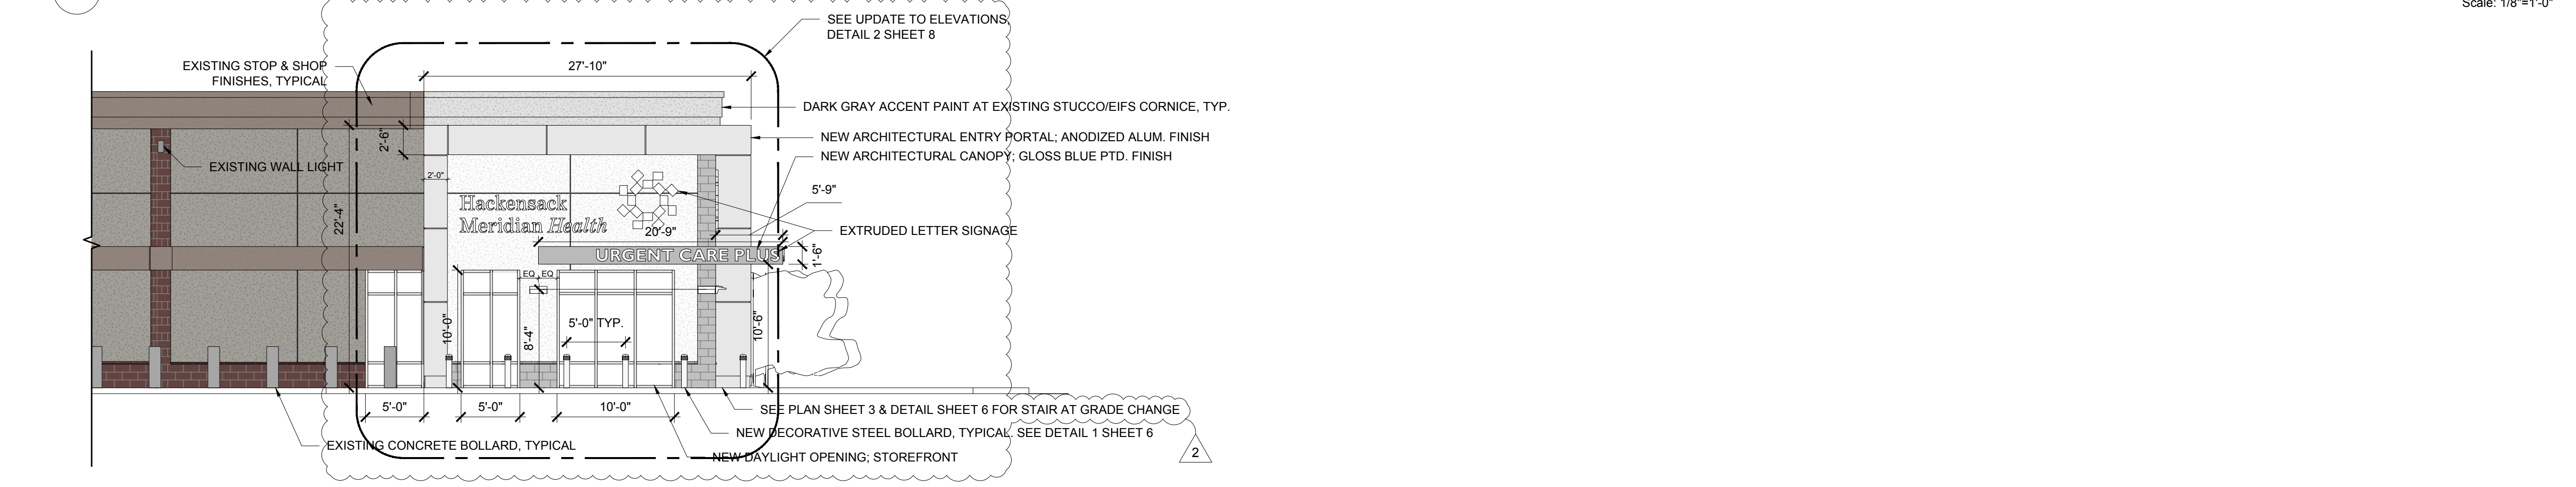 Scale: 1/8"=1'-0"
SEE UPDATE TO ELEVATIONS,
DETAIL 2 SHEET 8
EXISTING STOP & SHOP
FINISHES, TYPICAL
27'-10"
DARK GRAY ACCENT PAINT AT EXISTING STUCCO/EIFS CORNICE, TYP.
2'-6"
NEW ARCHITECTURAL ENTRY PORTAL; ANODIZED ALUM. FINISH
NEW ARCHITECTURAL CANOPY; GLOSS BLUE PTD. FINISH
EXISTING WALL LIGHT
2'-0"
5'-9"
Hackensack
Meridian Health
22'-4"
20'-9"
EXTRUDED LETTER SIGNAGE
URGENT CARE PLUS
1'-6"
EQ EQ
10'-0"
8'-4"
5'-0" TYP.
10'-6"
5'-0"
5'-0"
10'-0"
SEE PLAN SHEET 3 & DETAIL SHEET 6 FOR STAIR AT GRADE CHANGE
NEW DECORATIVE STEEL BOLLARD, TYPICAL. SEE DETAIL 1 SHEET 6
EXISTING CONCRETE BOLLARD, TYPICAL
NEW DAYLIGHT OPENING; STOREFRONT
2